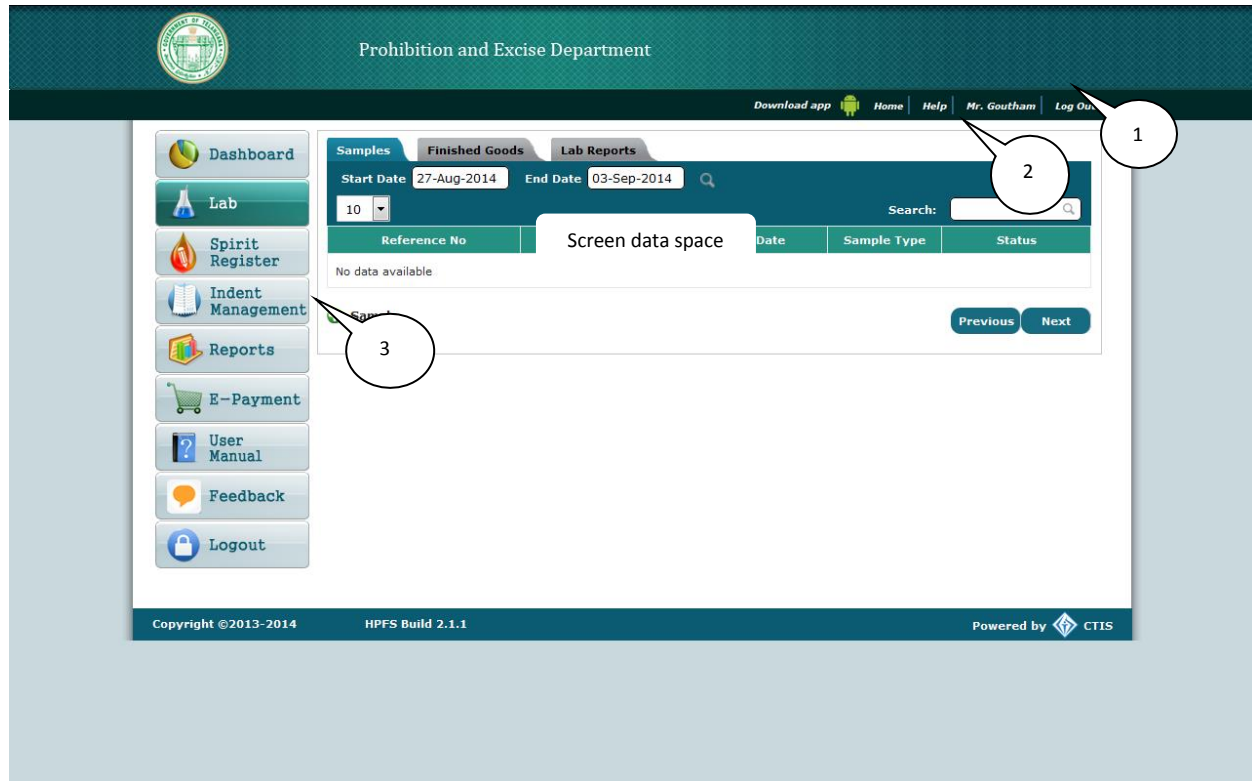 Prohibition and Excise Department
Download app Home Help Mr. Goutham Log Out
1
2
3
Dashboard
Lab
Spirit
Register
Indent
Management
Reports
E-Payment
User
Manual
Feedback
Logout
Samples Finished Goods Lab Reports
Start Date 27-Aug-2014 End Date 03-Sep-2014
10 Search:
Reference No Screen data space Date Sample Type Status
No data available
Previous Next
Copyright ©2013-2014 HPFS Build 2.1.1 Powered by CTIS